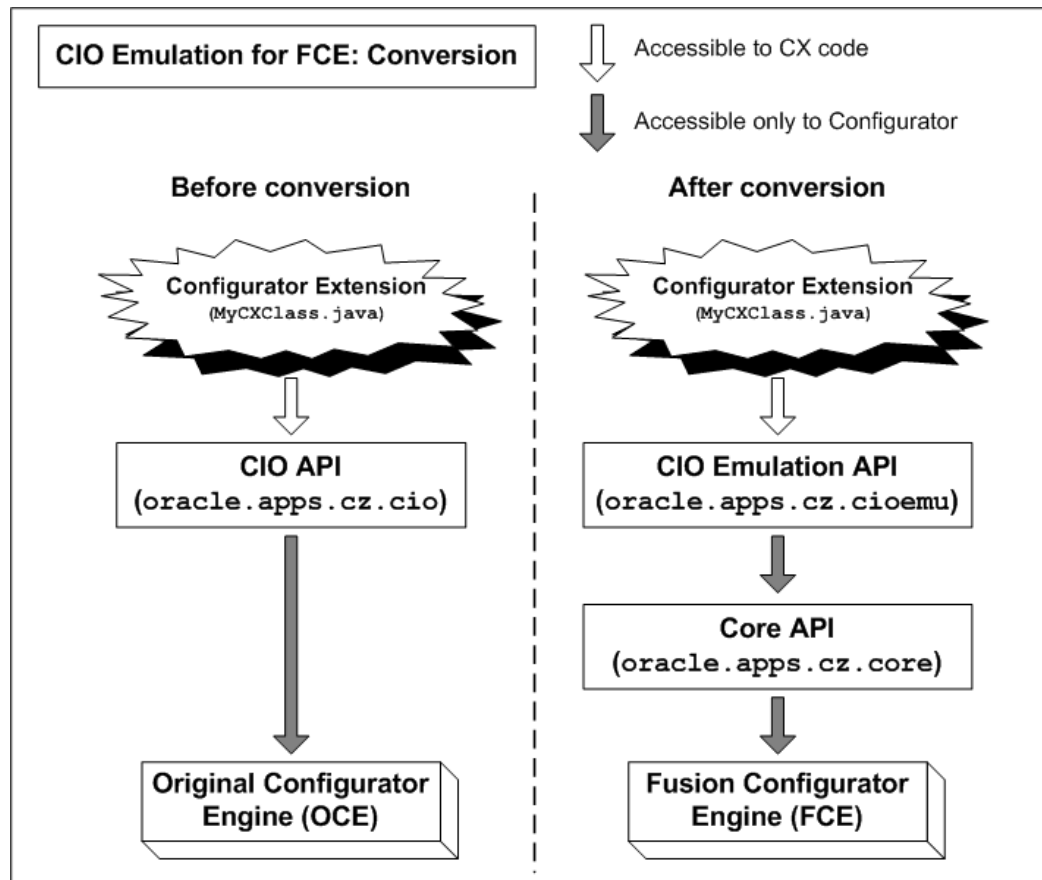 CIO Emulation for FCE: Conversion
Accessible to CX code
Accessible only to Configurator
Before conversion
Configurator Extension
(MyCXClass.java)
CIO API
(oracle.apps.cz.cio)
Original Configurator
Engine (OCE)
After conversion
Configurator Extension
(MyCXClass.java)
CIO Emulation API
(oracle.apps.cz.cioemu)
Core API
(oracle.apps.cz.core)
Fusion Configurator
Engine (FCE)